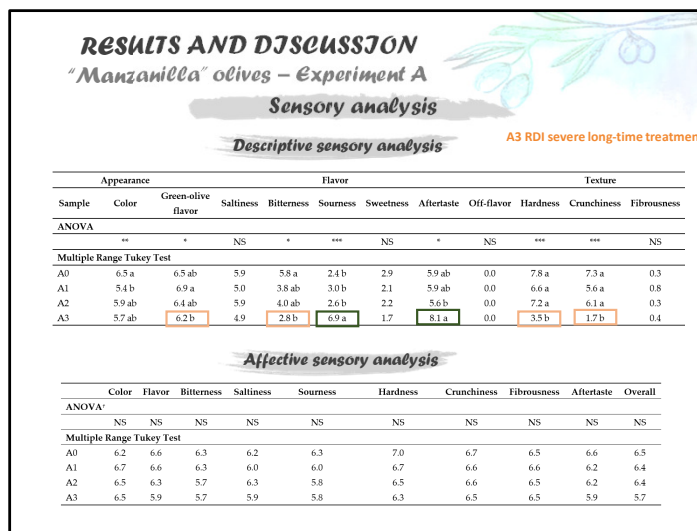 RESULTS AND DISCUSSION
"Manzanilla" olives – Experiment A
Sensory analysis
Descriptive sensory analysis
A3 RDI severe long-time treatmen
Appearance Flavor Texture
Sample Color Green-olive flavor Saltiness Bitterness Sourness Sweetness Aftertaste Off-flavor Hardness Crunchiness Fibrousness
ANOVA
** * NS * *** NS * NS *** *** NS
Multiple Range Tukey Test
A0 6.5 a 6.5 ab 5.9 5.8 a 2.4 b 2.9 5.9 ab 0.0 7.8 a 7.3 a 0.3
A1 5.4 b 6.9 a 5.0 3.8 ab 3.0 b 2.1 5.9 ab 0.0 6.6 a 5.6 a 0.8
A2 5.9 ab 6.4 ab 5.9 4.0 ab 2.6 b 2.2 5.6 b 0.0 7.2 a 6.1 a 0.3
A3 5.7 ab 6.2 b 4.9 2.8 b 6.9 a 1.7 8.1 a 0.0 3.5 b 1.7 b 0.4
Affective sensory analysis
Color Flavor Bitterness Saltiness Sourness Hardness Crunchiness Fibrousness Aftertaste Overall
ANOVA†
NS NS NS NS NS NS NS NS NS NS
Multiple Range Tukey Test
A0 6.2 6.6 6.3 6.2 6.3 7.0 6.7 6.5 6.6 6.5
A1 6.7 6.6 6.3 6.0 6.0 6.7 6.6 6.6 6.2 6.4
A2 6.5 6.3 5.7 6.3 5.8 6.5 6.6 6.5 6.2 6.4
A3 6.5 5.9 5.7 5.9 5.8 6.3 6.5 6.5 5.9 5.7